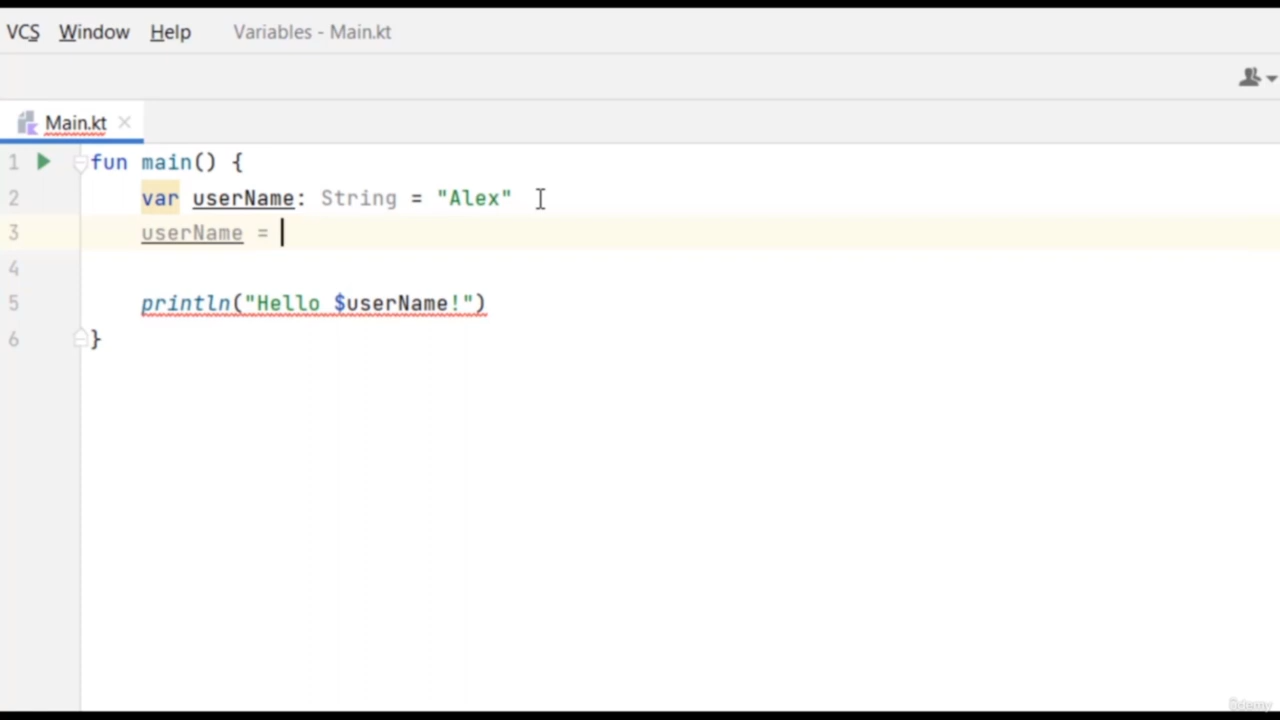 VCS Window Help Variables - Main.kt
Main.kt
1 fun main() {
2 var userName: String = "Alex"
3 userName =
4
5 println("Hello $userName!")
6 }
ûdemy